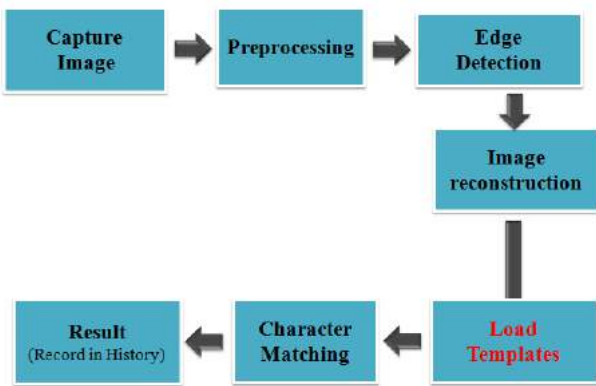 Capture
Image
Preprocessing
Edge
Detection
Image
reconstruction
Load
Templates
Character
Matching
Result
(Record in History)